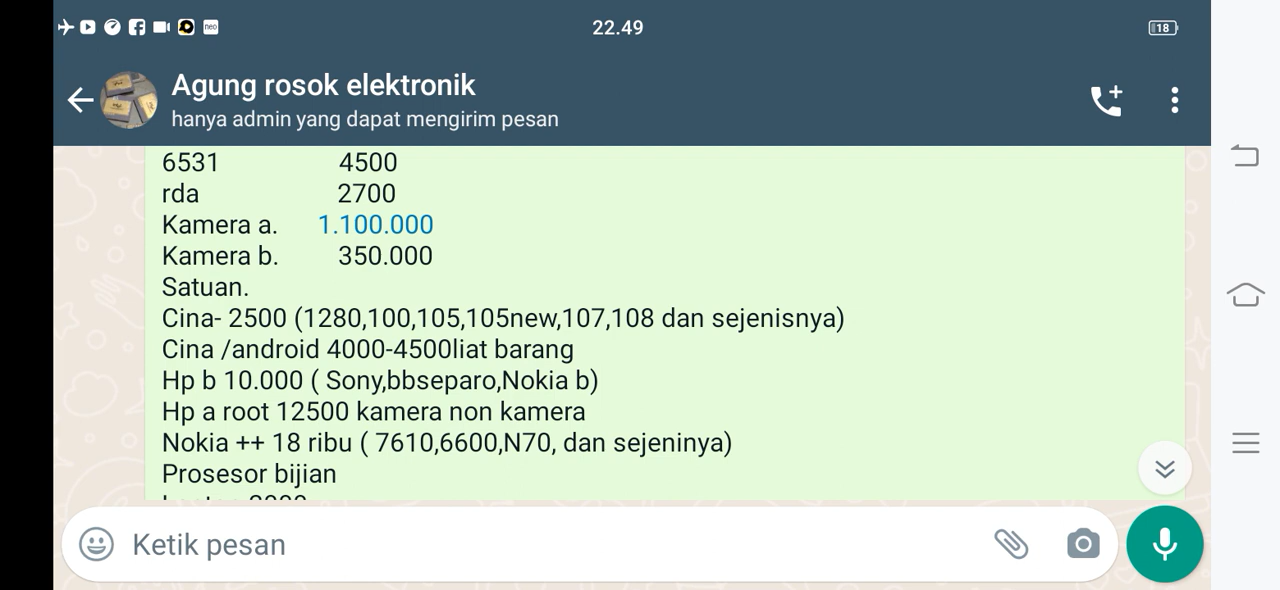 22.49
18
neo
Agung rosok elektronik
hanya admin yang dapat mengirim pesan
6531 4500
rda 2700
Kamera a. 1.100.000
Kamera b. 350.000
Satuan.
Cina- 2500 (1280,100,105,105new,107,108 dan sejenisnya)
Cina /android 4000-4500liat barang
Hp b 10.000 ( Sony,bbseparo,Nokia b)
Hp a root 12500 kamera non kamera
Nokia ++ 18 ribu ( 7610,6600,N70, dan sejeninya)
Prosesor bijian
Ketik pesan